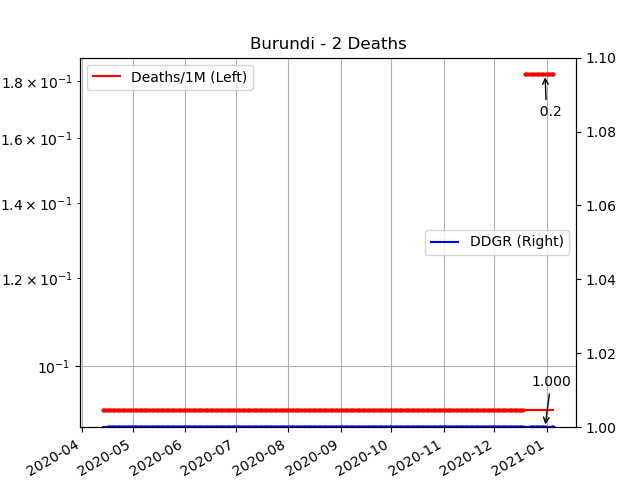 Burundi - 2 Deaths
Deaths/1M (Left)
DDGR (Right)
1.8 × 10⁻¹
1.6 × 10⁻¹
1.4 × 10⁻¹
1.2 × 10⁻¹
10⁻¹
1.10
1.08
1.06
1.04
1.02
1.00
0.2
1.000
2020-04
2020-05
2020-06
2020-07
2020-08
2020-09
2020-10
2020-11
2020-12
2021-01